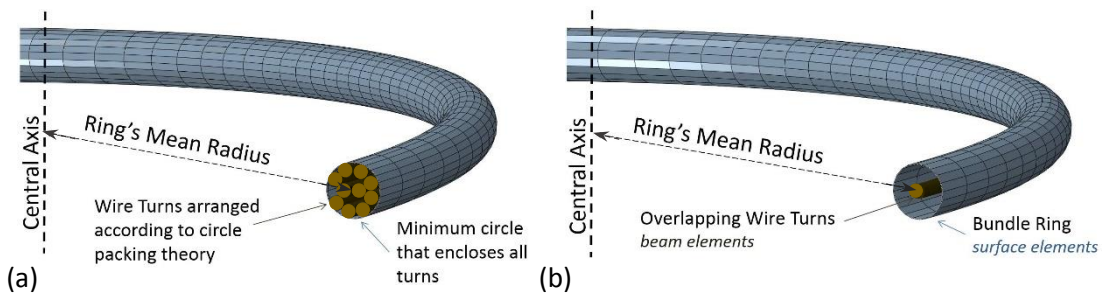 Central Axis
Ring's Mean Radius
Wire Turns arranged
according to circle
packing theory
Minimum circle
that encloses all
turns
(a)
Central Axis
Ring's Mean Radius
Overlapping Wire Turns
beam elements
Bundle Ring
surface elements
(b)